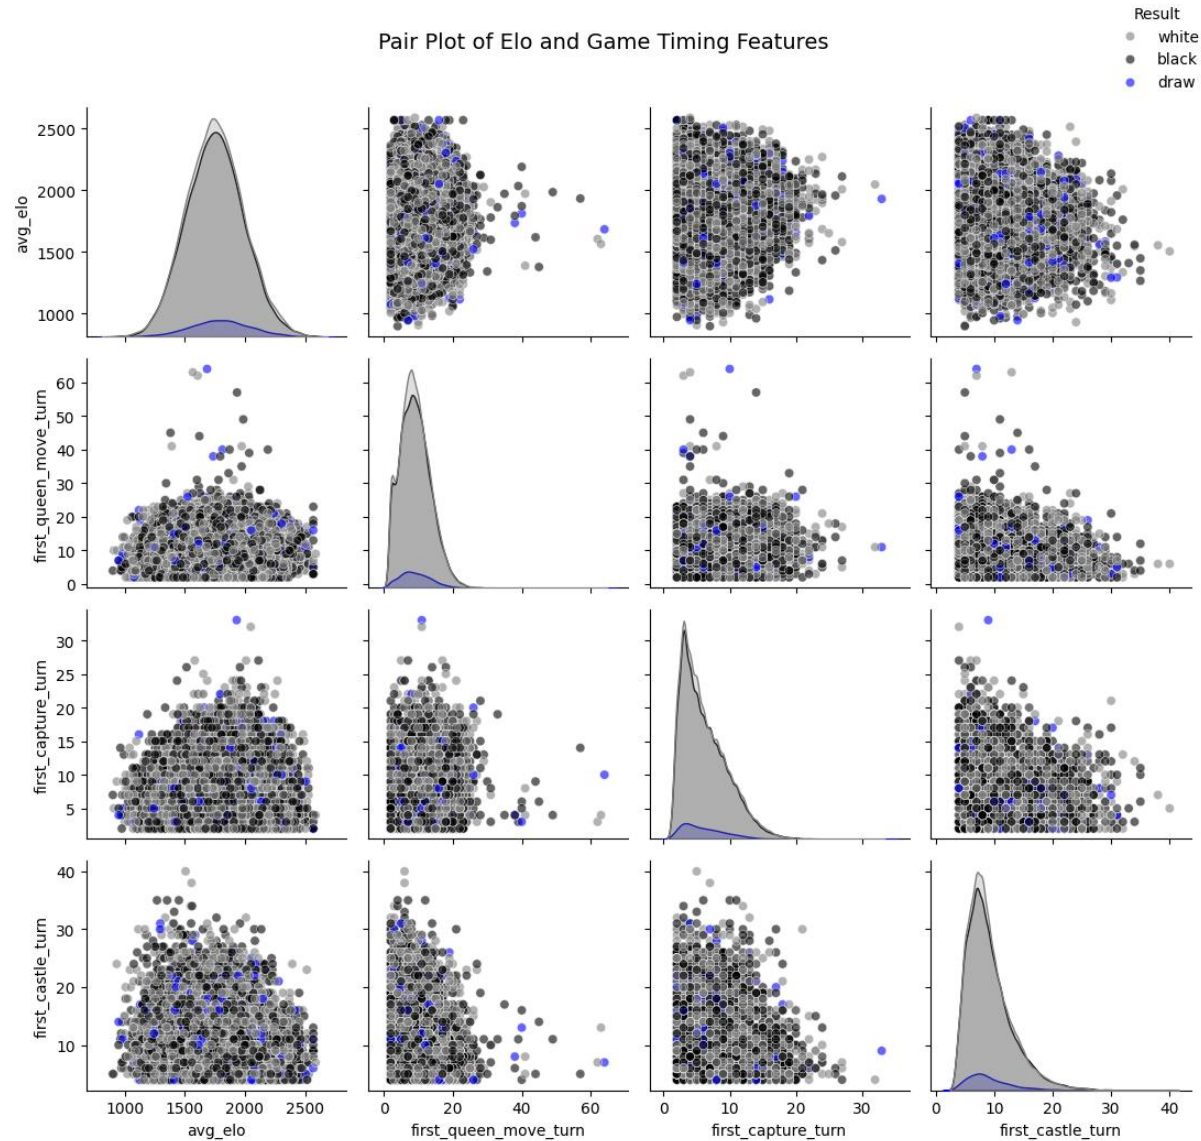 Result
white
Pair Plot of Elo and Game Timing Features
black
draw
2500
2000
avg_elo
1500
1000
60
50
40
first_queen_move_turn
30
20
10
0
30
25
20
first_capture_turn
15
10
5
40
30
first_castle_turn
20
10
1000 1500 2000 2500 0 20 40 60 0 10 20 30 0 10 20 30 40
avg_elo first_queen_move_turn first_capture_turn first_castle_turn